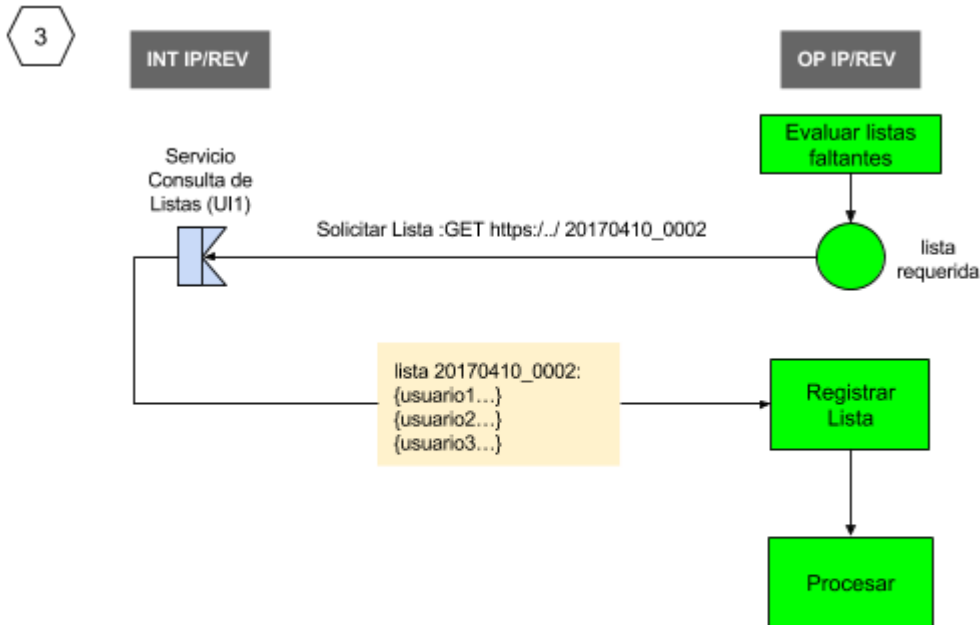 3
INT IP/REV
OP IP/REV
Evaluar listas
faltantes
Servicio
Consulta de
Listas (UI1)
Solicitar Lista :GET https:/../ 20170410_0002
lista
requerida
lista 20170410_0002:
{usuario1...}
{usuario2...}
{usuario3...}
Registrar
Lista
Procesar